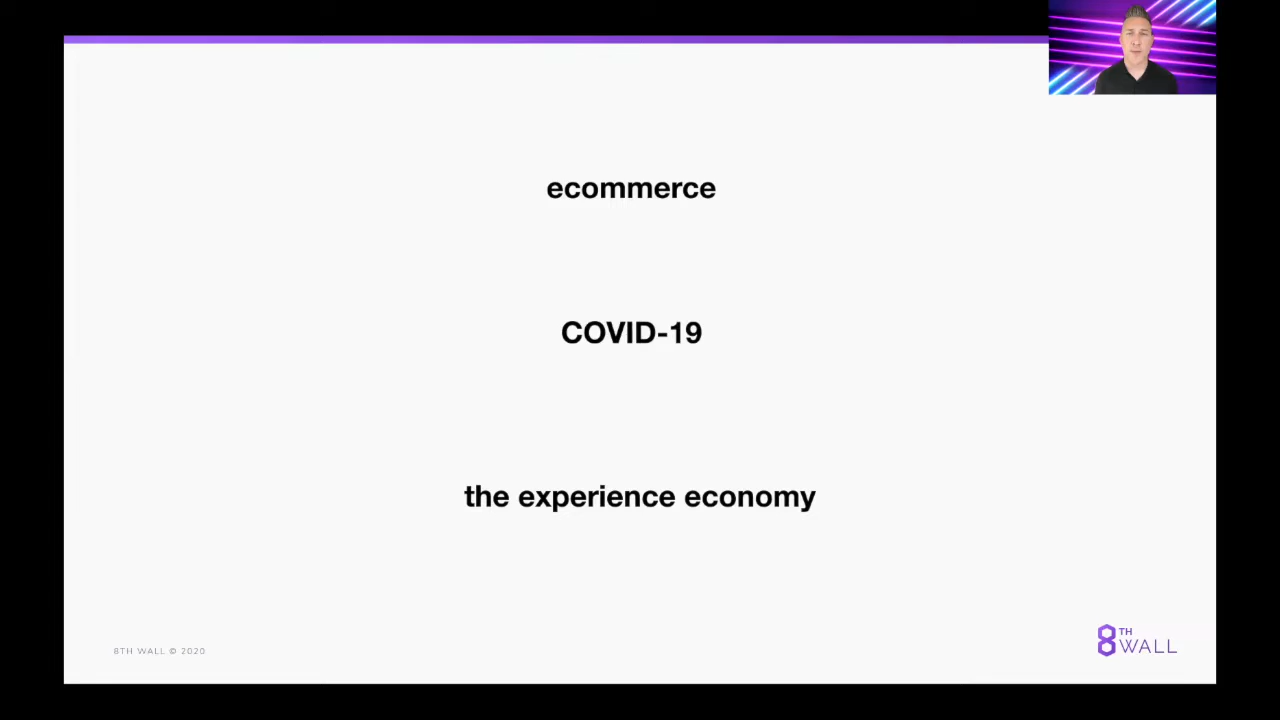 ecommerce
COVID-19
the experience economy
8TH WALL © 2020
8TH
WALL